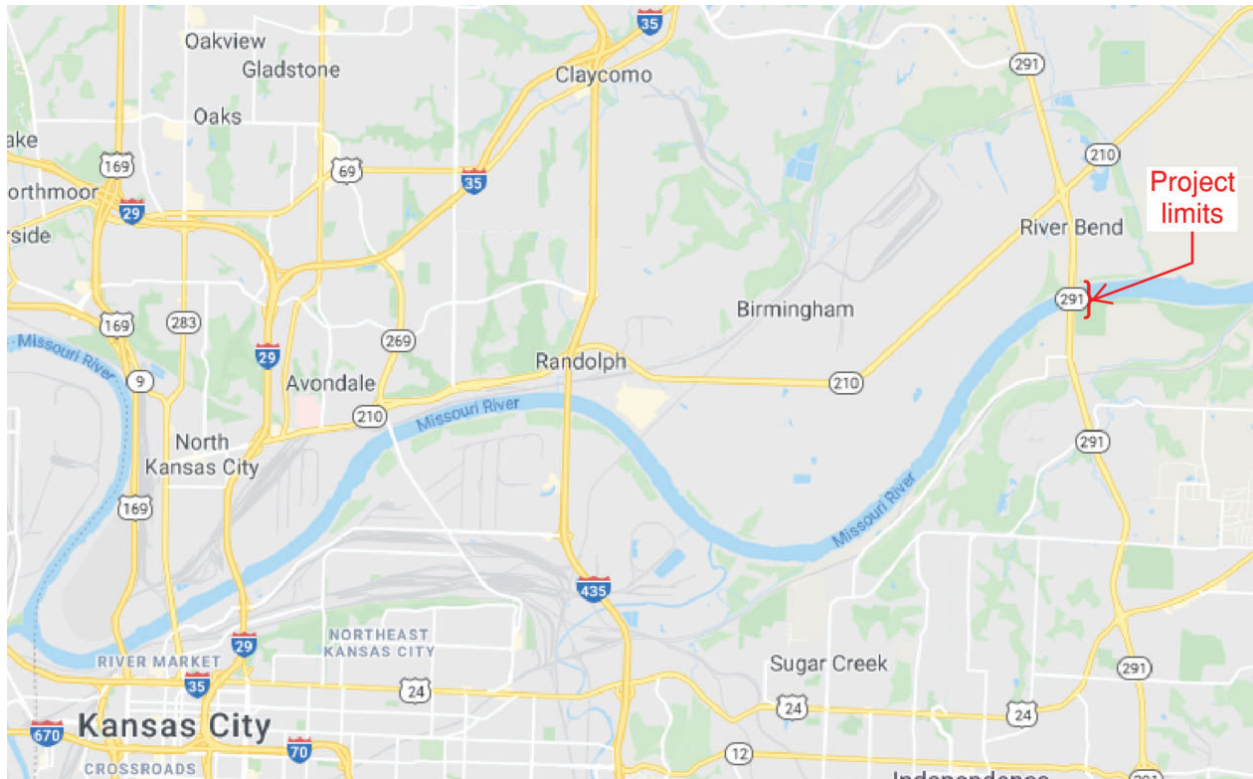 35
Oakview
Gladstone
Claycomo
291
Oaks
ake
169
69
210
35
Project
limits
orthmoor
29
River Bend
rside
291
Birmingham
169
283
269
Missouri River
29
Randolph
9
Avondale
210
Missouri River
210
North
Kansas City
291
169
Missouri River
435
29
NORTHEAST
KANSAS CITY
RIVER MARKET
Sugar Creek
291
35
24
24
24
Kansas City
670
70
12
CROSSROADS
Independence
291